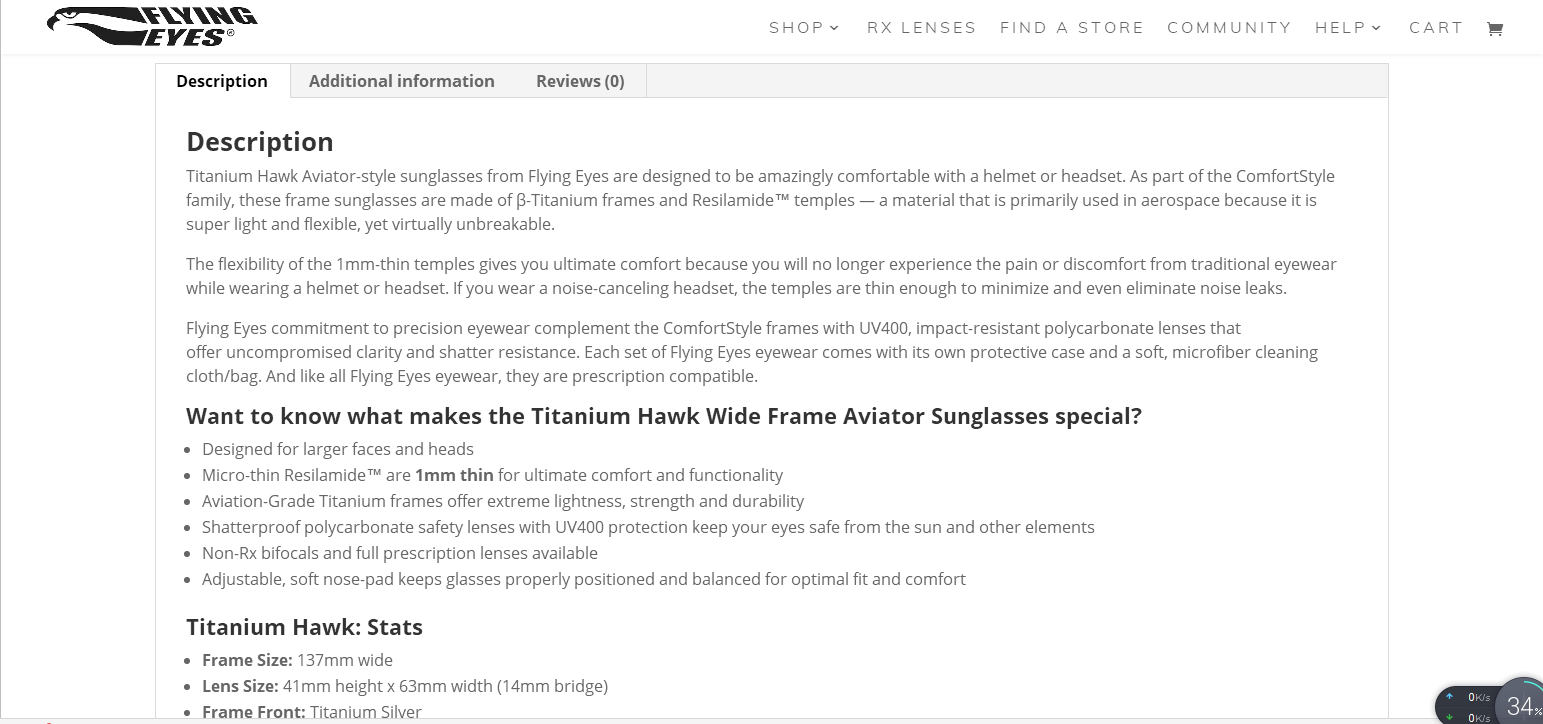 FLYING
EYES®
SHOP RX LENSES FIND A STORE COMMUNITY HELP CART
Description Additional information Reviews (0)
Description
Titanium Hawk Aviator-style sunglasses from Flying Eyes are designed to be amazingly comfortable with a helmet or headset. As part of the ComfortStyle
family, these frame sunglasses are made of β-Titanium frames and Resilamide™ temples — a material that is primarily used in aerospace because it is
super light and flexible, yet virtually unbreakable.
The flexibility of the 1mm-thin temples gives you ultimate comfort because you will no longer experience the pain or discomfort from traditional eyewear
while wearing a helmet or headset. If you wear a noise-canceling headset, the temples are thin enough to minimize and even eliminate noise leaks.
Flying Eyes commitment to precision eyewear complement the ComfortStyle frames with UV400, impact-resistant polycarbonate lenses that
offer uncompromised clarity and shatter resistance. Each set of Flying Eyes eyewear comes with its own protective case and a soft, microfiber cleaning
cloth/bag. And like all Flying Eyes eyewear, they are prescription compatible.
Want to know what makes the Titanium Hawk Wide Frame Aviator Sunglasses special?
Designed for larger faces and heads
Micro-thin Resilamide™ are 1mm thin for ultimate comfort and functionality
Aviation-Grade Titanium frames offer extreme lightness, strength and durability
Shatterproof polycarbonate safety lenses with UV400 protection keep your eyes safe from the sun and other elements
Non-Rx bifocals and full prescription lenses available
Adjustable, soft nose-pad keeps glasses properly positioned and balanced for optimal fit and comfort
Titanium Hawk: Stats
Frame Size: 137mm wide
Lens Size: 41mm height x 63mm width (14mm bridge)
Frame Front: Titanium Silver
0K/s
0K/s
34%